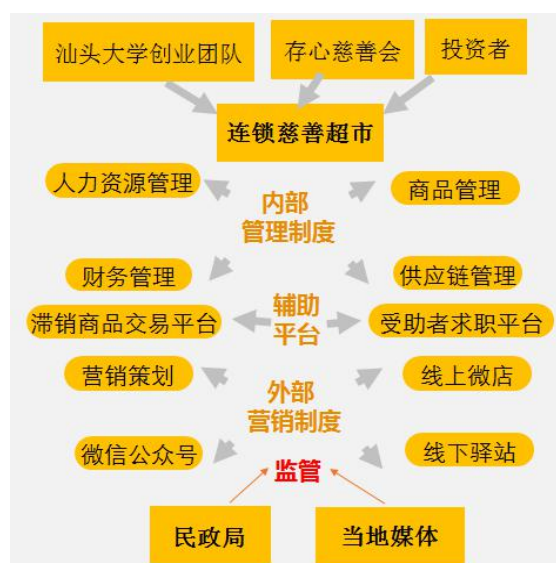 汕头大学创业团队
存心慈善会
投资者
连锁慈善超市
人力资源管理
商品管理
内部
管理制度
财务管理
供应链管理
滞销商品交易平台
辅助
平台
受助者求职平台
营销策划
线上微店
外部
营销制度
微信公众号
线下驿站
监管
民政局
当地媒体